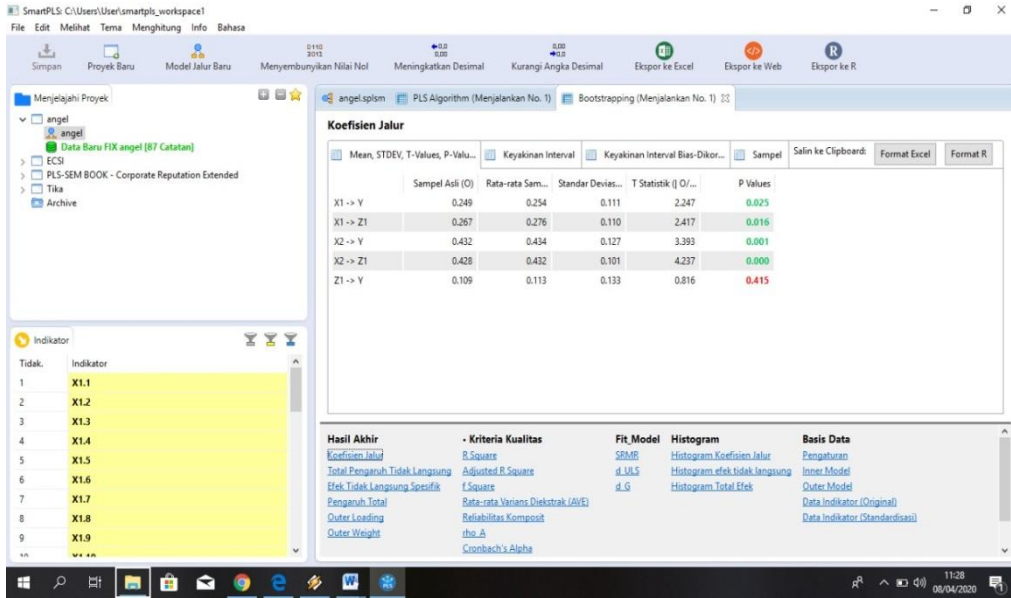 SmartPLS: C:\Users\User\smartpls_workspace1
File Edit Melihat Tema Menghitung Info Bahasa
Simpan Proyek Baru Model Jalur Baru Menyembunyikan Nilai Nol Meningkatkan Desimal Kurangi Angka Desimal Ekspor ke Excel Ekspor ke Web Ekspor ke R
Menjelajahi Proyek
angel
angel
Data Baru FIX angel [87 Catatan]
ECSI
PLS-SEM BOOK - Corporate Reputation Extended
Tika
Archive
Indikator
Tidak. Indikator
1 X1.1
2 X1.2
3 X1.3
4 X1.4
5 X1.5
6 X1.6
7 X1.7
8 X1.8
9 X1.9
10 X1.10
angel.splsm PLS Algorithm (Menjalankan No. 1) Bootstrapping (Menjalankan No. 1)
Koefisien Jalur
Mean, STDEV, T-Values, P-Valu... Keyakinan Interval Keyakinan Interval Bias-Dikor... Sampel Salin ke Clipboard: Format Excel Format R
Sampel Asli (O) Rata-rata Sam... Standar Devias... T Statistik (| O/... P Values
X1 -> Y 0.249 0.254 0.111 2.247 0.025
X1 -> Z1 0.267 0.276 0.110 2.417 0.016
X2 -> Y 0.432 0.434 0.127 3.393 0.001
X2 -> Z1 0.428 0.432 0.101 4.237 0.000
Z1 -> Y 0.109 0.113 0.133 0.816 0.415
Hasil Akhir Kriteria Kualitas Fit_Model Histogram Basis Data
Koefisien Jalur R Square SRMR Histogram Koefisien Jalur Pengaturan
Total Pengaruh Tidak Langsung Adjusted R Square d_ULS Histogram efek tidak langsung Inner Model
Efek Tidak Langsung Spesifik f Square d_G Histogram Total Efek Outer Model
Pengaruh Total Rata-rata Varians Diekstrak (AVE) Data Indikator (Original)
Outer Loading Reliabilitas Komposit Data Indikator (Standardisasi)
Outer Weight rho_A
Cronbach's Alpha
11:28
08/04/2020